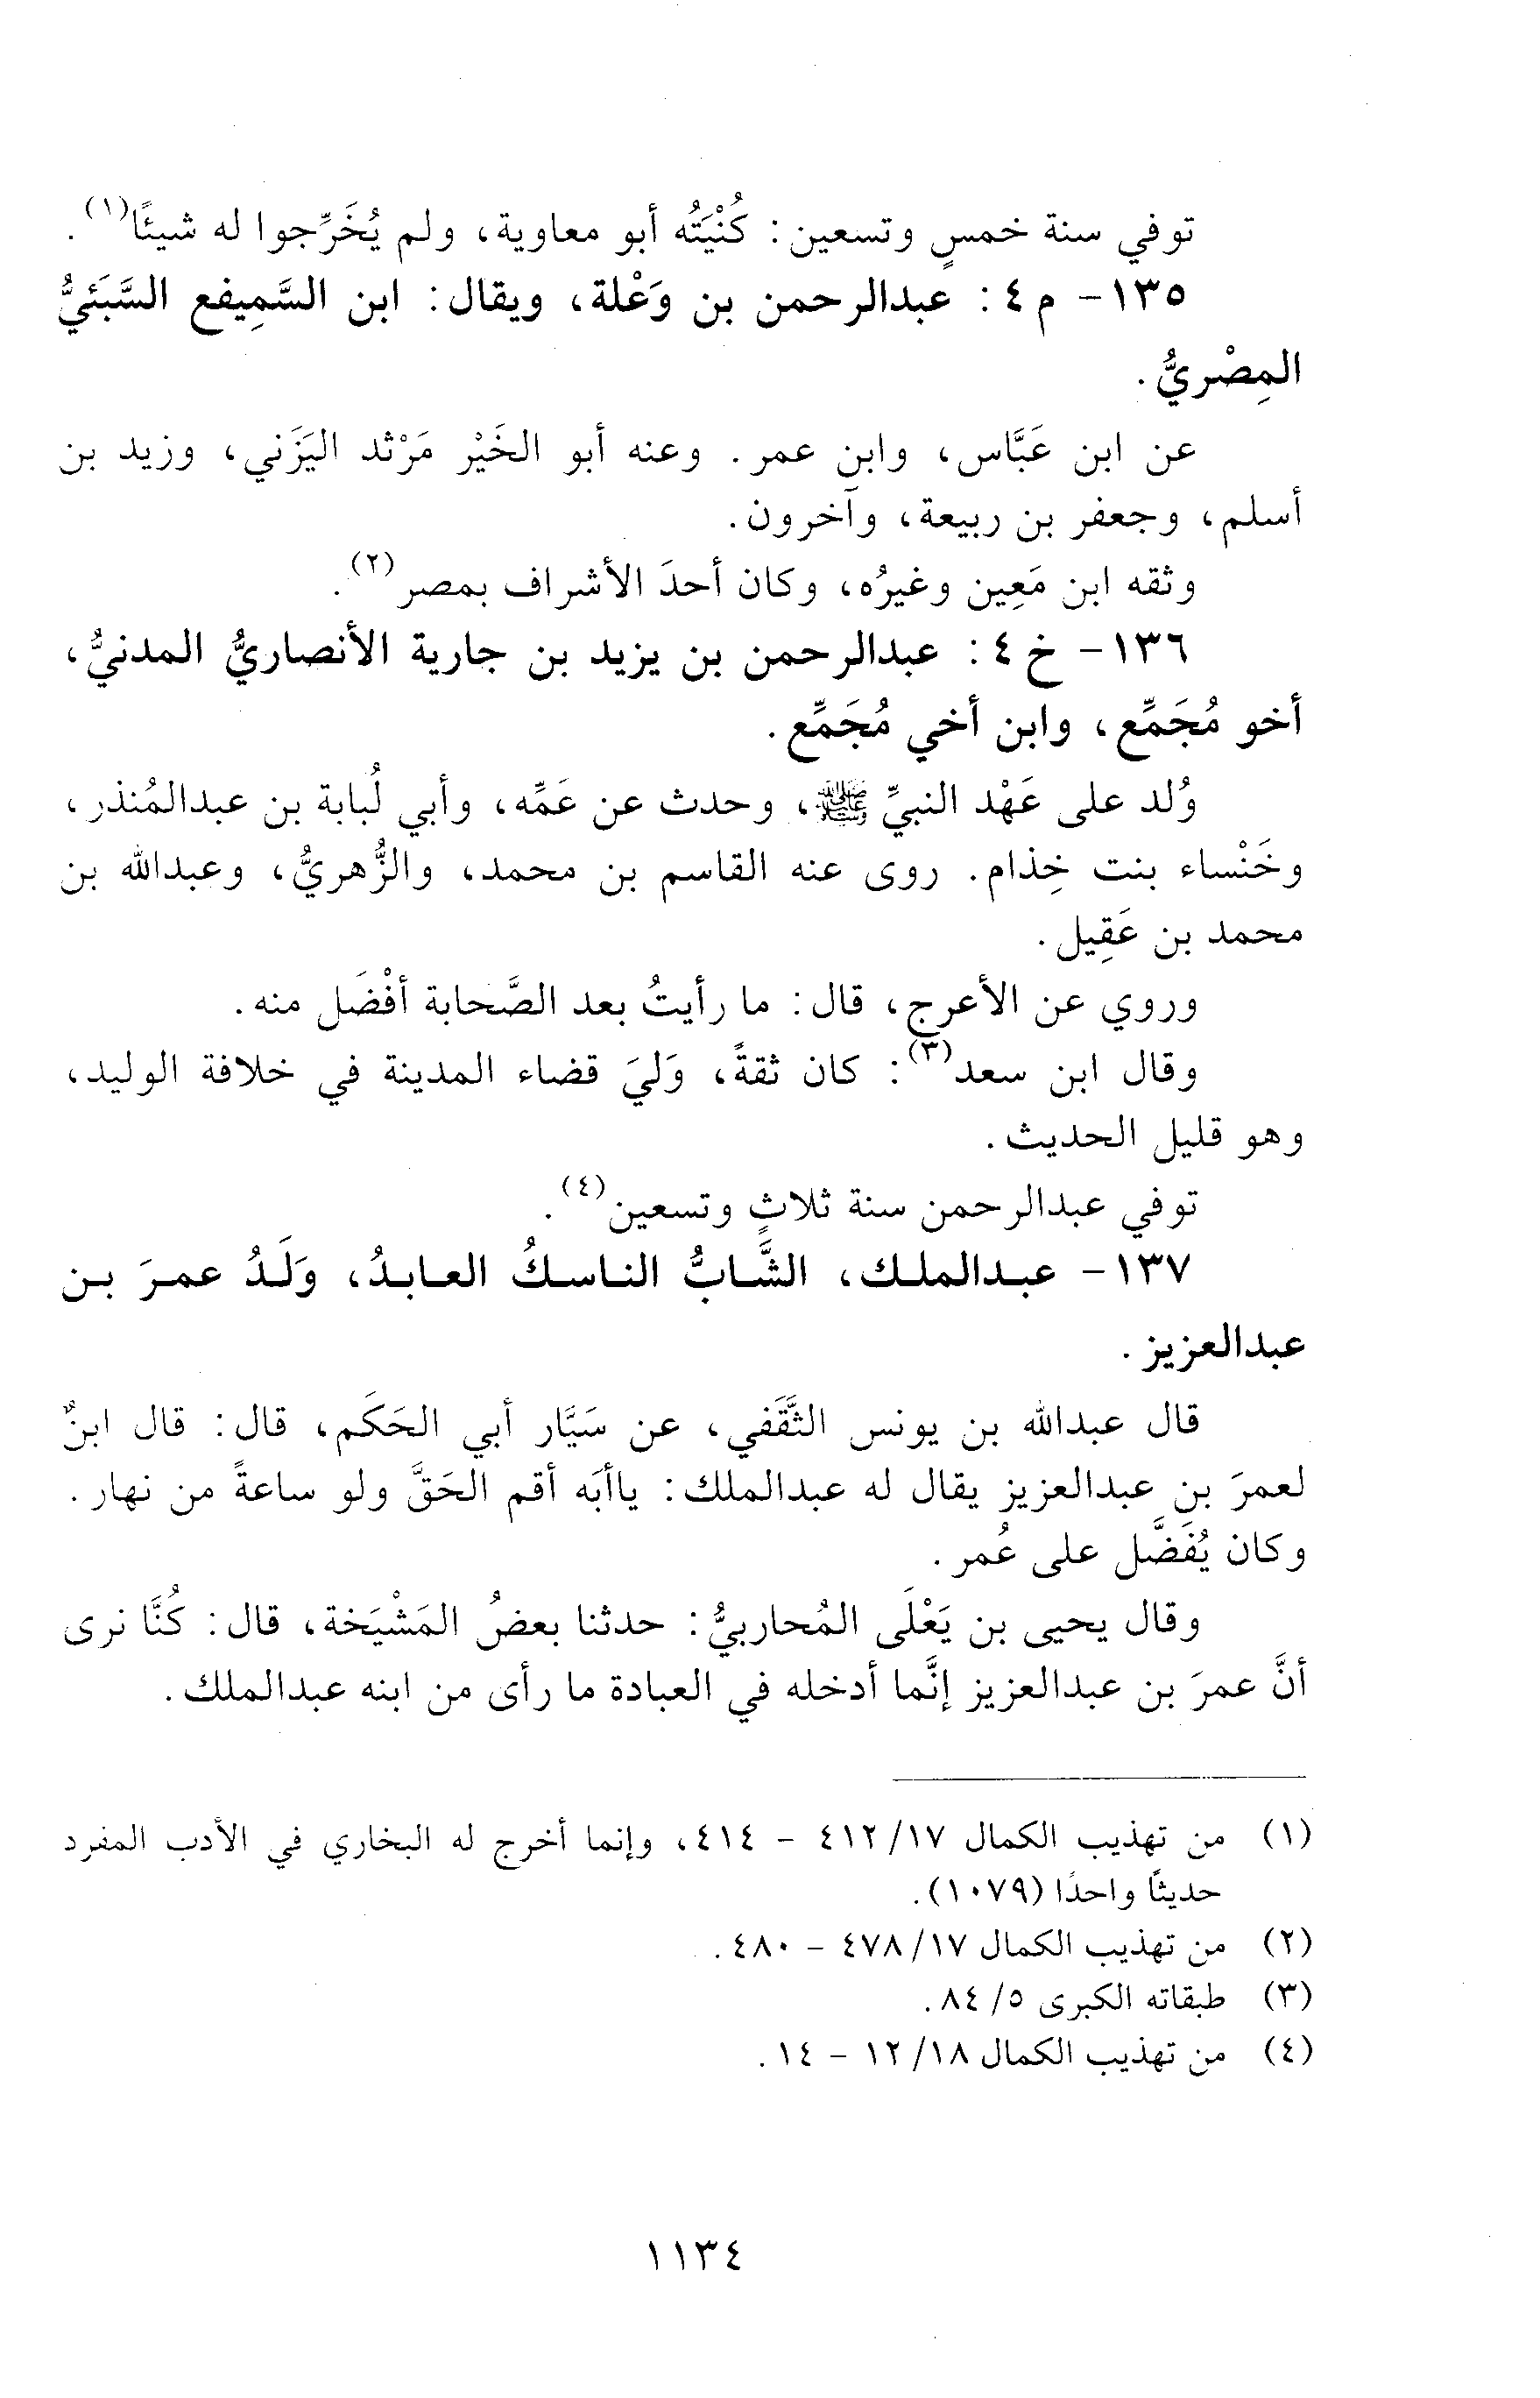 توفي سنة خمسٍ وتسعين: كُنْيَتُه أبو معاوية، ولم يُخَرِّجوا له شيئًا(١).
١٣٥- م ٤: عبدالرحمن بن وَعْلة، ويقال: ابن السَّمِيفع السَّبَئيُّ
المِصْريُّ.
عن ابن عَبَّاس، وابن عمر. وعنه أبو الخَيْر مَرْثد اليَزَني، وزيد بن
أسلم، وجعفر بن ربيعة، وآخرون.
وثقه ابن مَعِين وغيرُه، وكان أحدَ الأشراف بمصر(٢).
١٣٦- خ ٤: عبدالرحمن بن يزيد بن جارية الأنصاريُّ المدنيُّ،
أخو مُجَمِّع، وابن أخي مُجَمِّع.
وُلد على عَهْد النبيِّ ﷺ، وحدث عن عَمِّه، وأبي لُبابة بن عبدالمُنذر،
وخَنْساء بنت خِذام. روى عنه القاسم بن محمد، والزُّهريُّ، وعبدالله بن
محمد بن عَقِيل.
وروي عن الأعرج، قال: ما رأيتُ بعد الصَّحابة أفْضَل منه.
وقال ابن سعد(٣): كان ثقةً، وَليَ قضاء المدينة في خلافة الوليد،
وهو قليل الحديث.
توفي عبدالرحمن سنة ثلاثٍ وتسعين(٤).
١٣٧- عبدالملك، الشَّابُّ الناسكُ العابدُ، وَلَدُ عمرَ بن
عبدالعزيز.
قال عبدالله بن يونس الثَّقَفي، عن سَيَّار أبي الحَكَم، قال: قال ابنٌ
لعمرَ بنِ عبدالعزيز يقال له عبدالملك: ياأبَه أقم الحَقَّ ولو ساعةً من نهار.
وكان يُفَضَّل على عُمر.
وقال يحيى بن يَعْلَى المُحاربيُّ: حدثنا بعضُ المَشْيَخة، قال: كُنَّا نرى
أنَّ عمرَ بن عبدالعزيز إنَّما أدخله في العبادة ما رأى من ابنه عبدالملك.
(١) من تهذيب الكمال ١٧/ ٤١٢ - ٤١٤، وإنما أخرج له البخاري في الأدب المفرد
حديثًا واحدًا (١٠٧٩).
(٢) من تهذيب الكمال ١٧/ ٤٧٨ - ٤٨٠.
(٣) طبقاته الكبرى ٥/ ٨٤.
(٤) من تهذيب الكمال ١٨/ ١٢ - ١٤.
١١٣٤